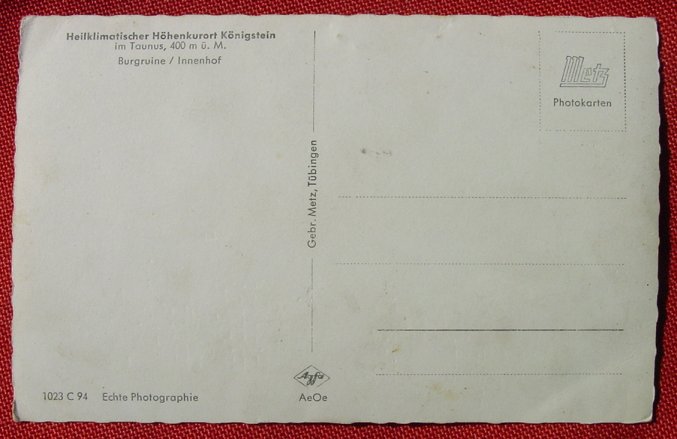 Heilklimatischer Höhenkurort Königstein
im Taunus, 400 m ü. M.
Burgruine / Innenhof
Metz
Photokarten
Gebr. Metz, Tübingen
1023 C 94 Echte Photographie
Agfa
AeOe